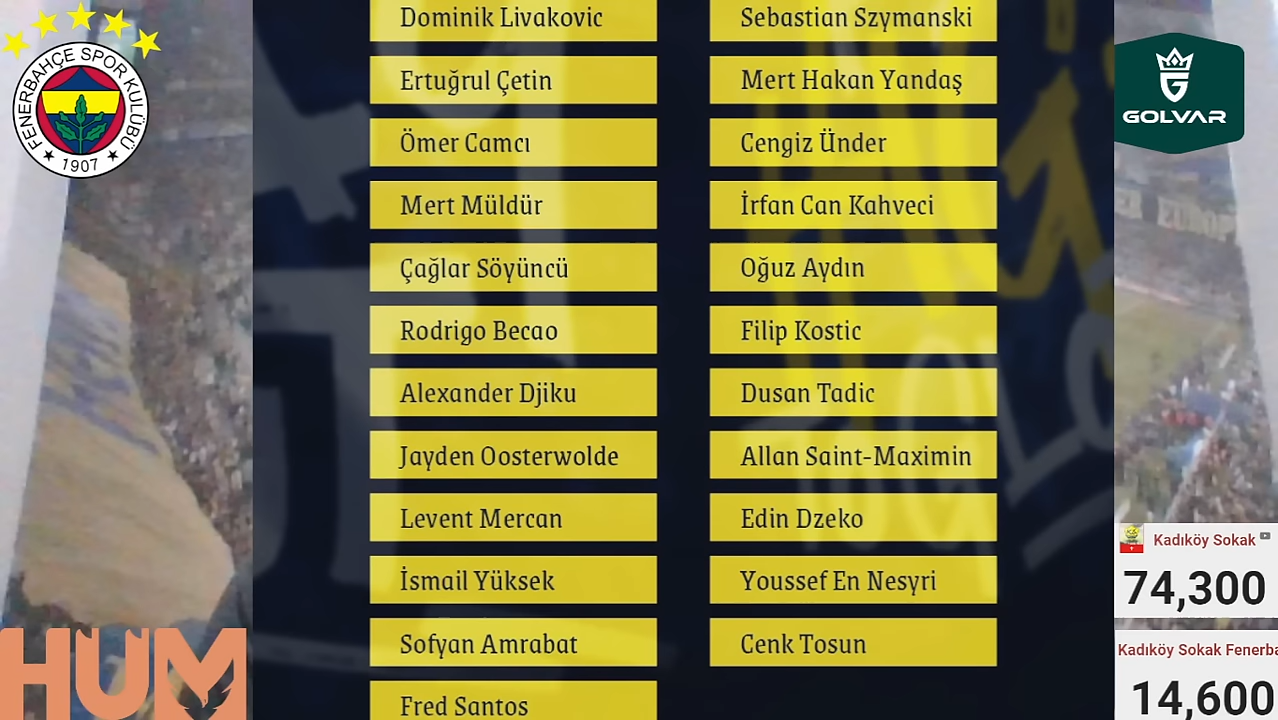 FENERBAHÇE SPOR KULÜBÜ
★ 1907 ★
HUM
Dominik Livakovic
Ertuğrul Çetin
Ömer Camcı
Mert Müldür
Çağlar Söyüncü
Rodrigo Becao
Alexander Djiku
Jayden Oosterwolde
Levent Mercan
İsmail Yüksek
Sofyan Amrabat
Fred Santos
Sebastian Szymanski
Mert Hakan Yandaş
Cengiz Ünder
İrfan Can Kahveci
Oğuz Aydın
Filip Kostic
Dusan Tadic
Allan Saint-Maximin
Edin Dzeko
Youssef En Nesyri
Cenk Tosun
GOLVAR
Kadıköy Sokak
74,300
Kadıköy Sokak Fenerba
14,600